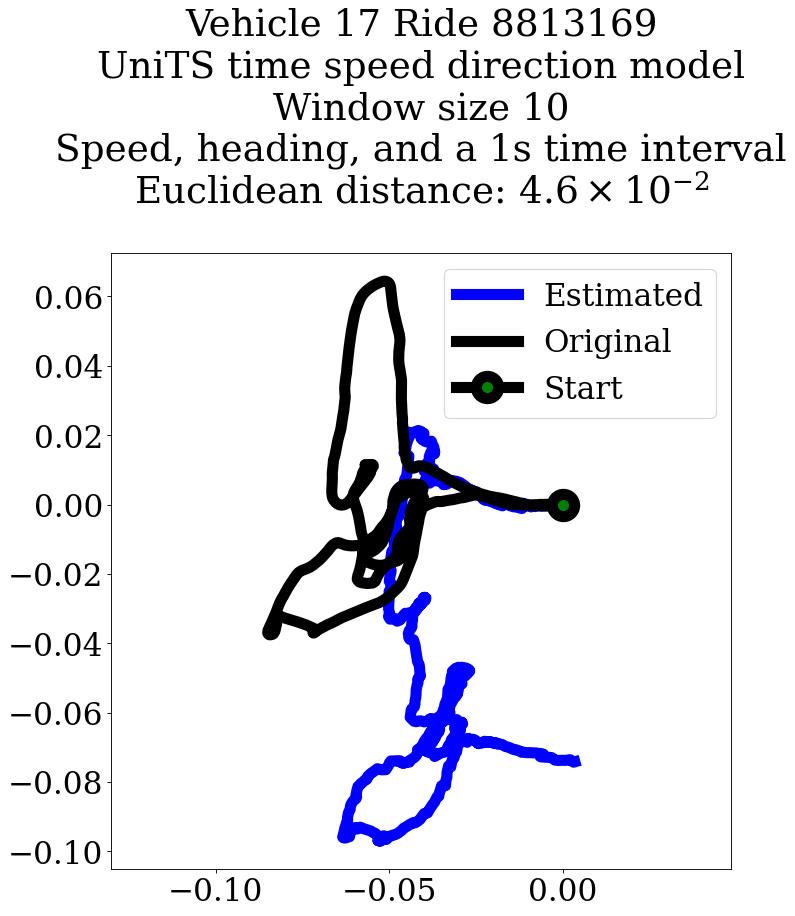 Vehicle 17 Ride 8813169
UniTS time speed direction model
Window size 10
Speed, heading, and a 1s time interval
Euclidean distance: 4.6 × 10⁻²
Estimated
Original
Start
0.06
0.04
0.02
0.00
−0.02
−0.04
−0.06
−0.08
−0.10
−0.10 −0.05 0.00